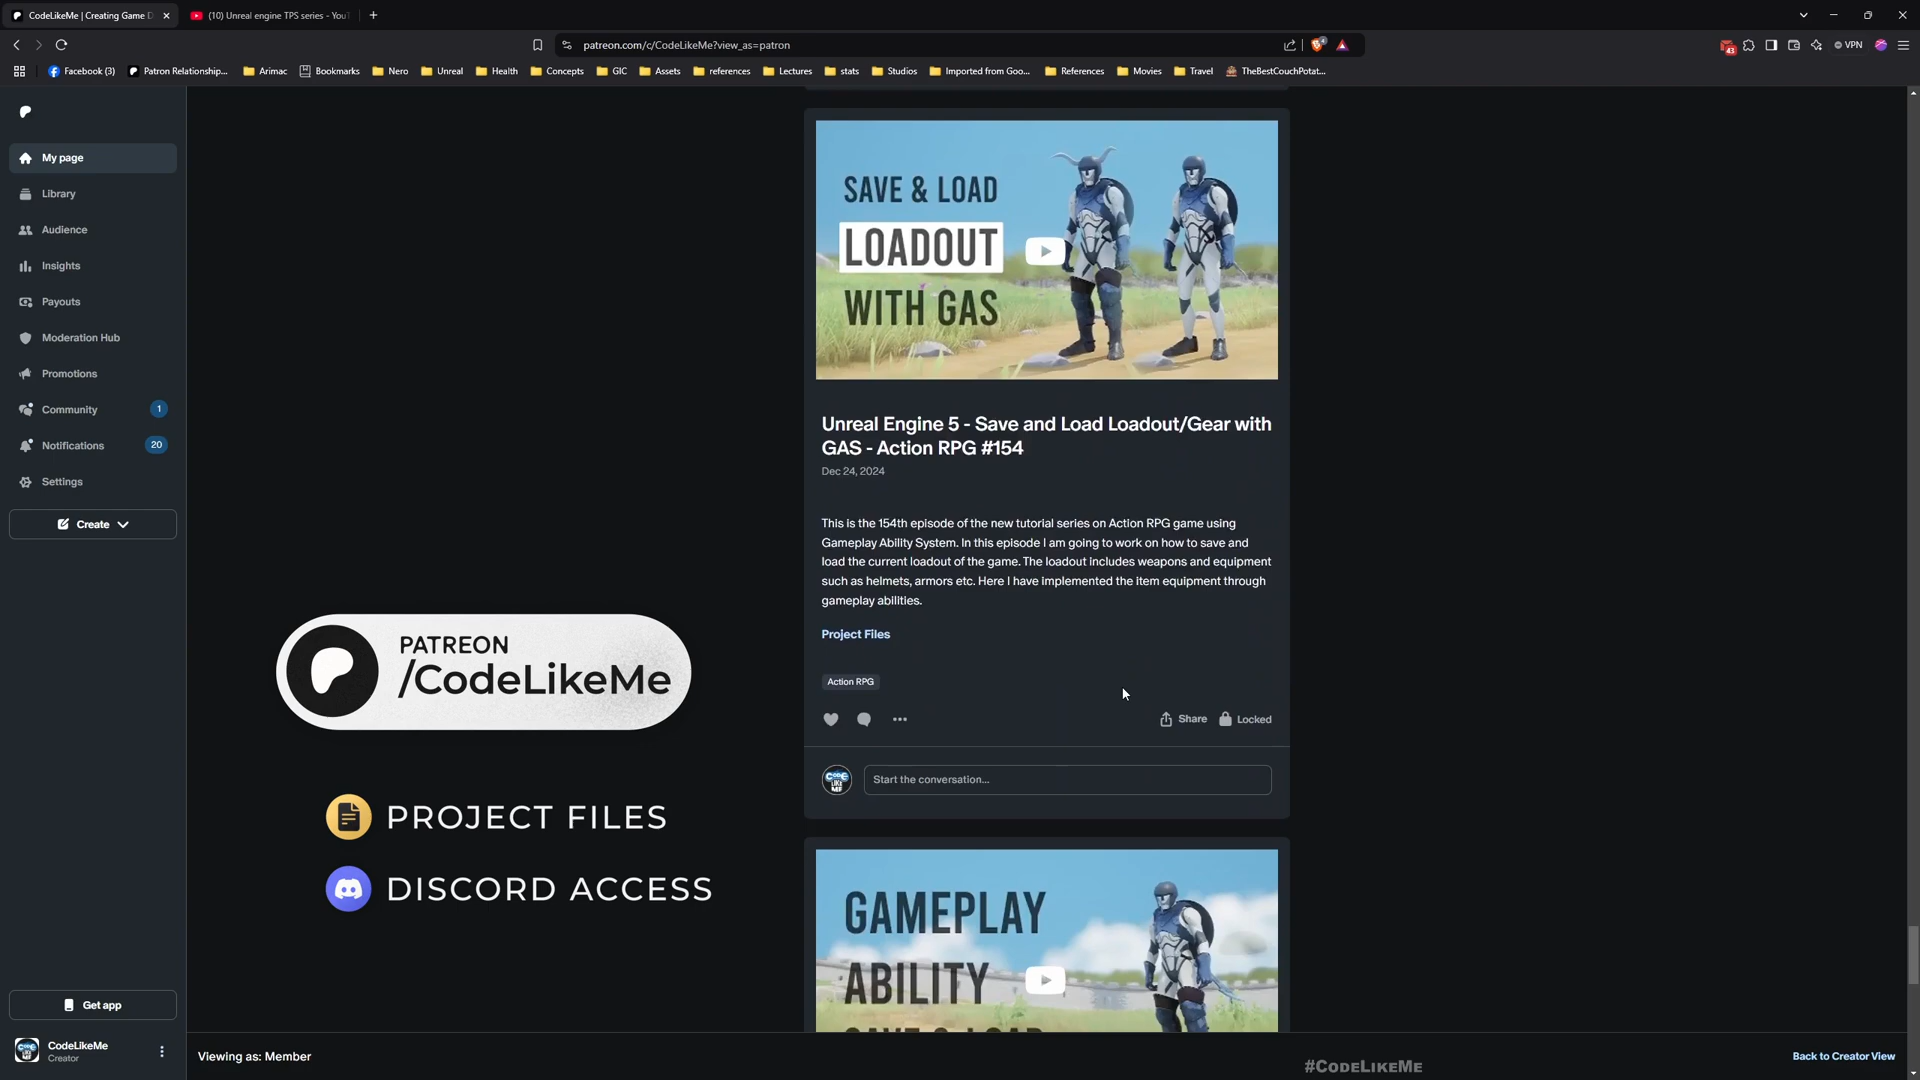 CodeLikeMe | Creating Game D
(10) Unreal engine TPS series - You
patreon.com/c/CodeLikeMe?view_as=patron
VPN
Facebook (3)
Patron Relationship...
Arimac
Bookmarks
Nero
Unreal
Health
Concepts
GIC
Assets
references
Lectures
stats
Studios
Imported from Goo...
References
Movies
Travel
TheBestCouchPotat...
My page
Library
Audience
Insights
Payouts
Moderation Hub
Promotions
Community
1
Notifications
20
Settings
Create
Get app
CodeLikeMe
Creator
SAVE & LOAD
LOADOUT
WITH GAS
Unreal Engine 5 - Save and Load Loadout/Gear with
GAS - Action RPG #154
Dec 24, 2024
This is the 154th episode of the new tutorial series on Action RPG game using
Gameplay Ability System. In this episode I am going to work on how to save and
load the current loadout of the game. The loadout includes weapons and equipment
such as helmets, armors etc. Here I have implemented the item equipment through
gameplay abilities.
Project Files
Action RPG
Share
Locked
Start the conversation...
PATREON
/CodeLikeMe
PROJECT FILES
DISCORD ACCESS
GAMEPLAY
ABILITY
SAVE & LOAD
Viewing as: Member
Back to Creator View
#CODELIKEME